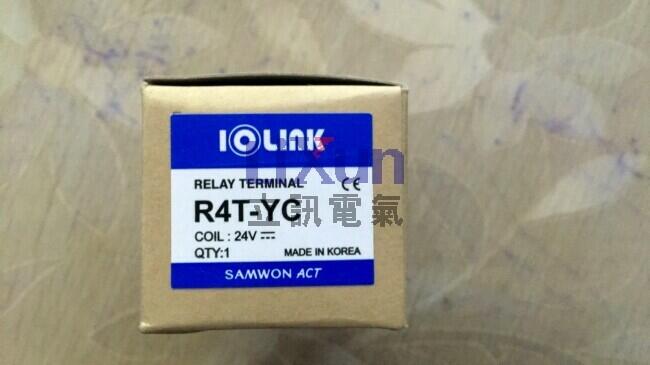 IOLINK
LiXun
立訊電氣
RELAY TERMINAL CE
R4T-YC
COIL : 24V ⎓
QTY:1 MADE IN KOREA
SAMWON ACT